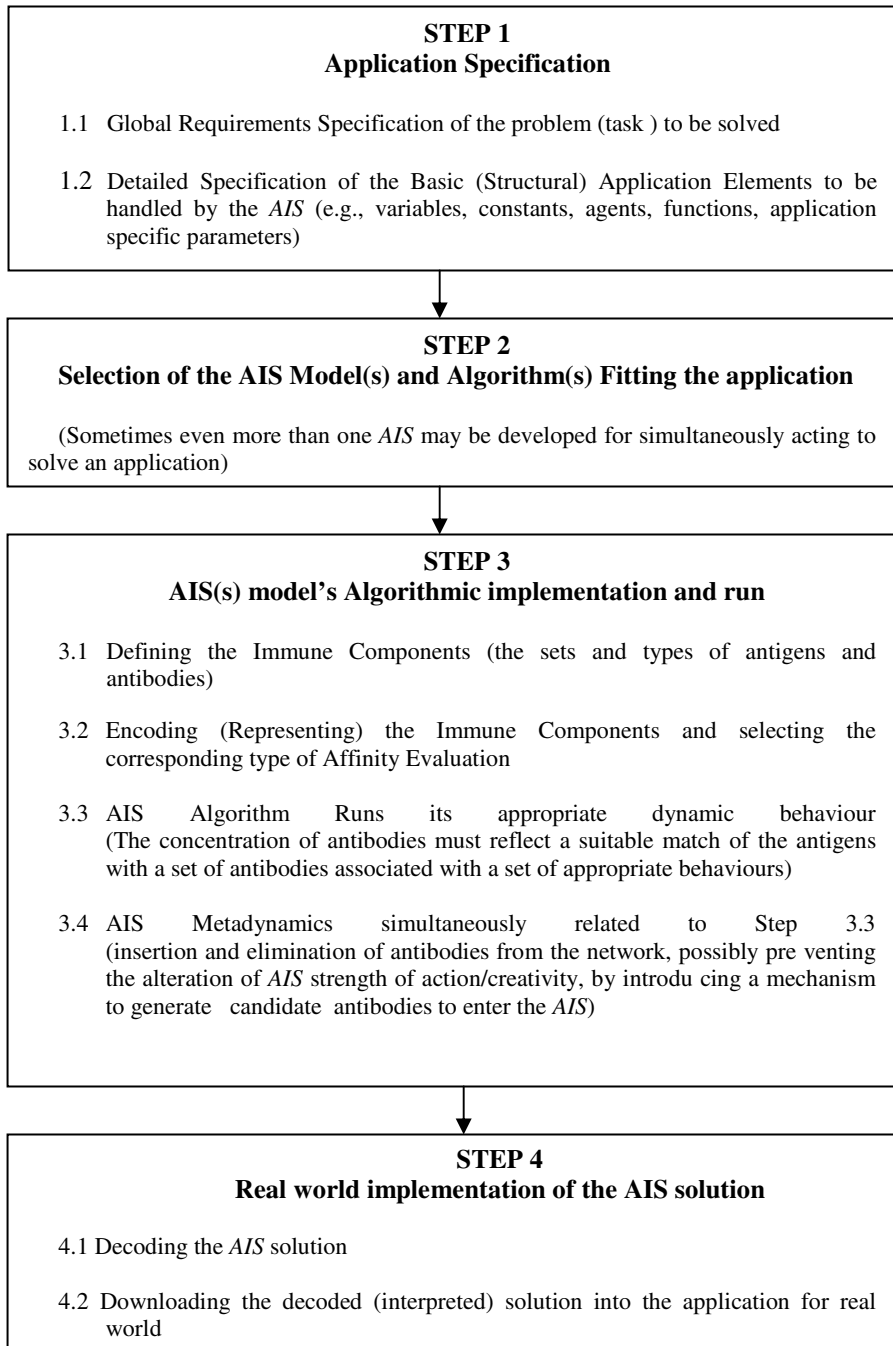 STEP 1
Application Specification
1.1 Global Requirements Specification of the problem (task ) to be solved
1.2 Detailed Specification of the Basic (Structural) Application Elements to be
handled by the AIS (e.g., variables, constants, agents, functions, application
specific parameters)
STEP 2
Selection of the AIS Model(s) and Algorithm(s) Fitting the application
(Sometimes even more than one AIS may be developed for simultaneously acting to
solve an application)
STEP 3
AIS(s) model's Algorithmic implementation and run
3.1 Defining the Immune Components (the sets and types of antigens and
antibodies)
3.2 Encoding (Representing) the Immune Components and selecting the
corresponding type of Affinity Evaluation
3.3 AIS Algorithm Runs its appropriate dynamic behaviour
(The concentration of antibodies must reflect a suitable match of the antigens
with a set of antibodies associated with a set of appropriate behaviours)
3.4 AIS Metadynamics simultaneously related to Step 3.3
(insertion and elimination of antibodies from the network, possibly pre venting
the alteration of AIS strength of action/creativity, by introdu cing a mechanism
to generate candidate antibodies to enter the AIS)
STEP 4
Real world implementation of the AIS solution
4.1 Decoding the AIS solution
4.2 Downloading the decoded (interpreted) solution into the application for real
world